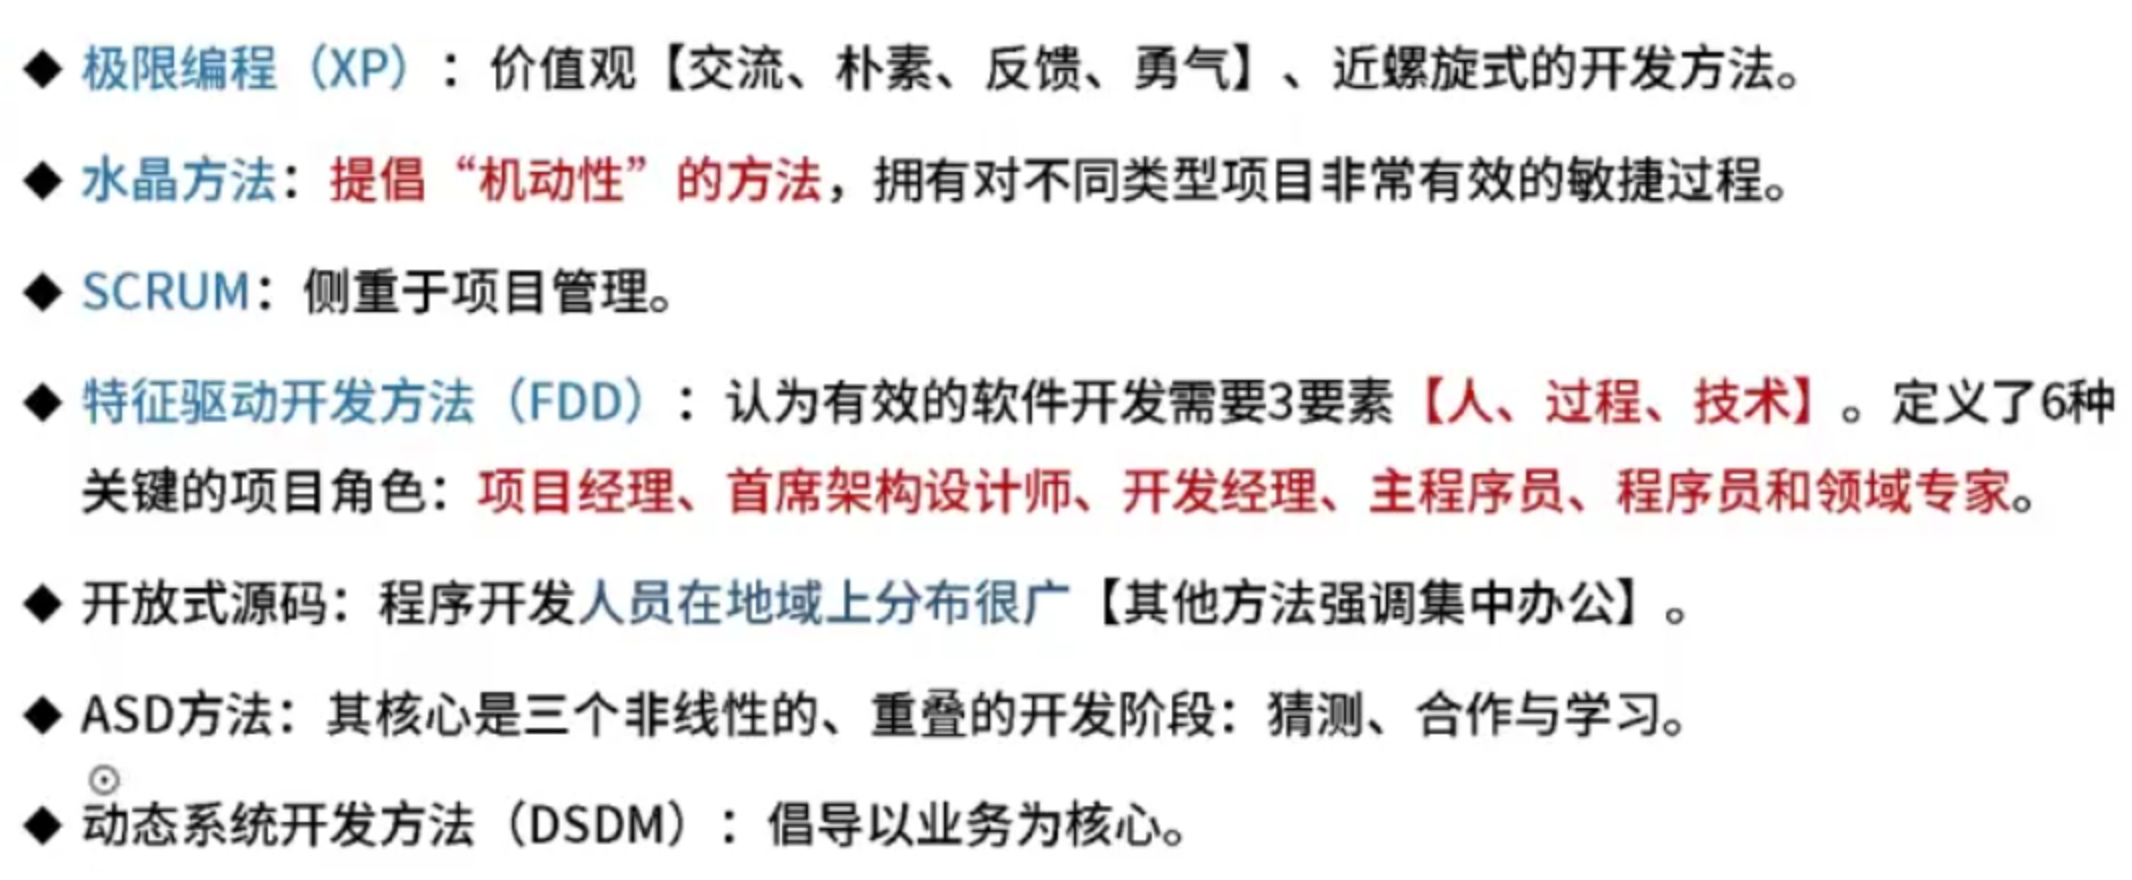 ◆ 极限编程（XP）：价值观【交流、朴素、反馈、勇气】、近螺旋式的开发方法。
◆ 水晶方法：提倡“机动性”的方法，拥有对不同类型项目非常有效的敏捷过程。
◆ SCRUM：侧重于项目管理。
◆ 特征驱动开发方法（FDD）：认为有效的软件开发需要3要素【人、过程、技术】。定义了6种
关键的项目角色：项目经理、首席架构设计师、开发经理、主程序员、程序员和领域专家。
◆ 开放式源码：程序开发人员在地域上分布很广【其他方法强调集中办公】。
◆ ASD方法：其核心是三个非线性的、重叠的开发阶段：猜测、合作与学习。
◆ 动态系统开发方法（DSDM）：倡导以业务为核心。